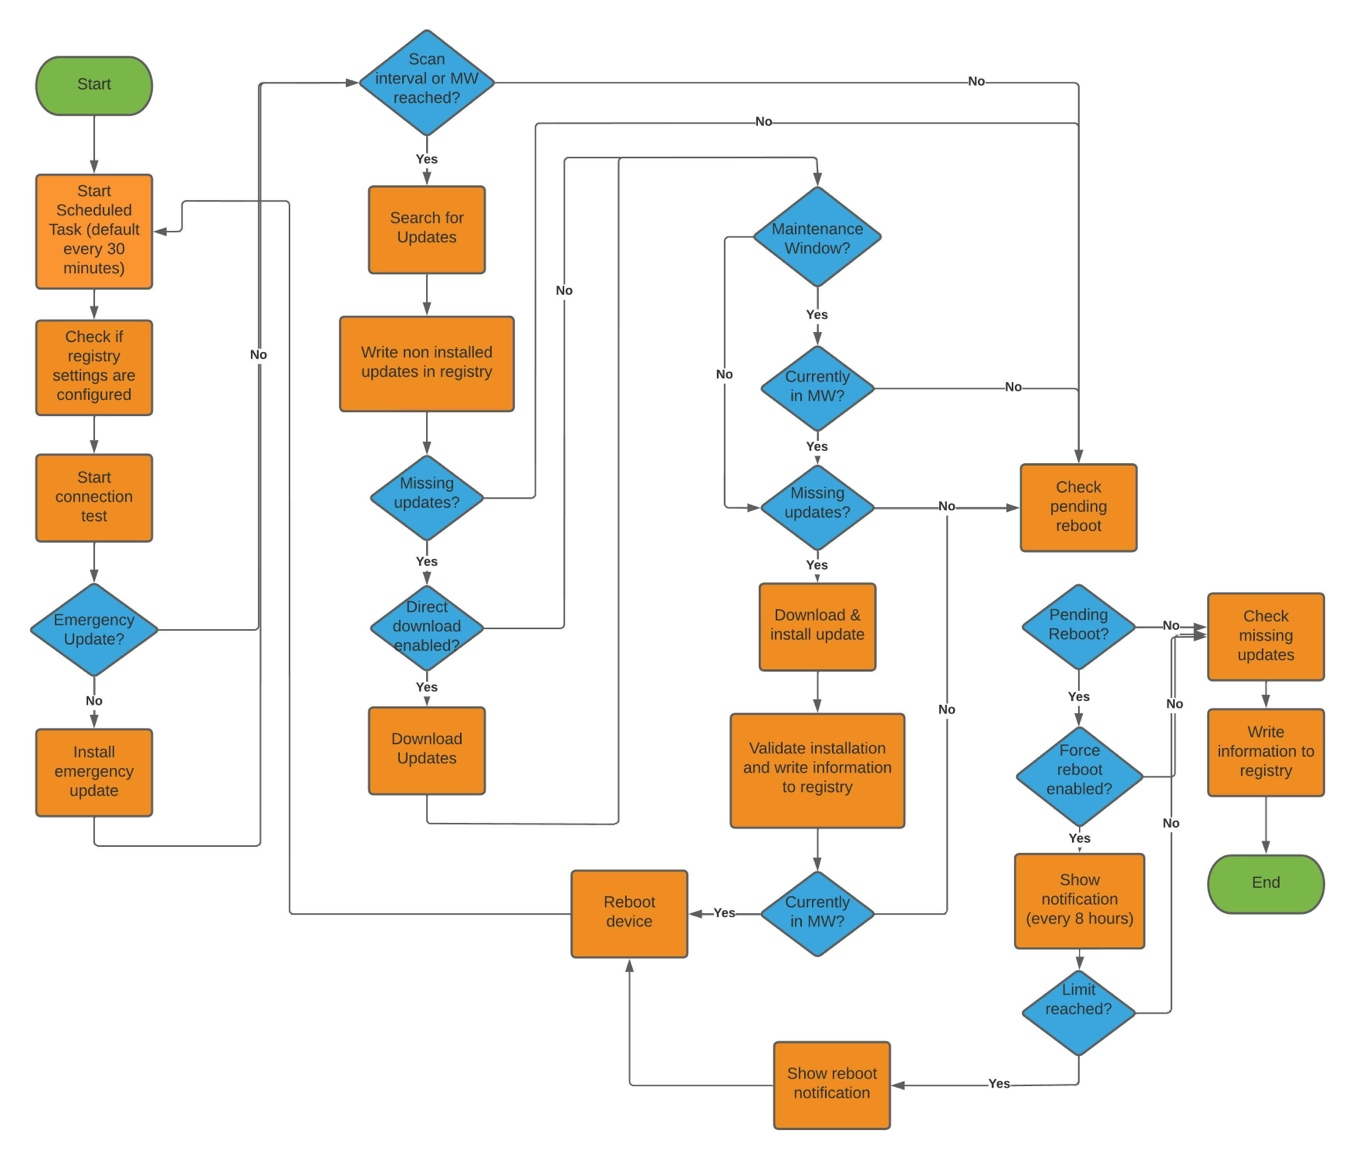 Start
Start
Scheduled
Task (default
every 30
minutes)
Check if
registry
settings are
configured
Start
connection
test
Emergency
Update?
No
No
Install
emergency
update
Scan
interval or MW
reached?
No
Yes
Search for
Updates
Write non installed
updates in registry
Missing
updates?
No
Yes
Direct
download
enabled?
No
Yes
Download
Updates
Maintenance
Window?
No
Yes
Currently
in MW?
No
Yes
Missing
updates?
No
Yes
Download &
install update
Validate installation
and write information
to registry
Currently
in MW?
No
Yes
Reboot
device
Check
pending
reboot
Pending
Reboot?
No
Yes
Force
reboot
enabled?
No
Yes
Show
notification
(every 8 hours)
Limit
reached?
No
Yes
Show reboot
notification
Check
missing
updates
Write
information to
registry
End